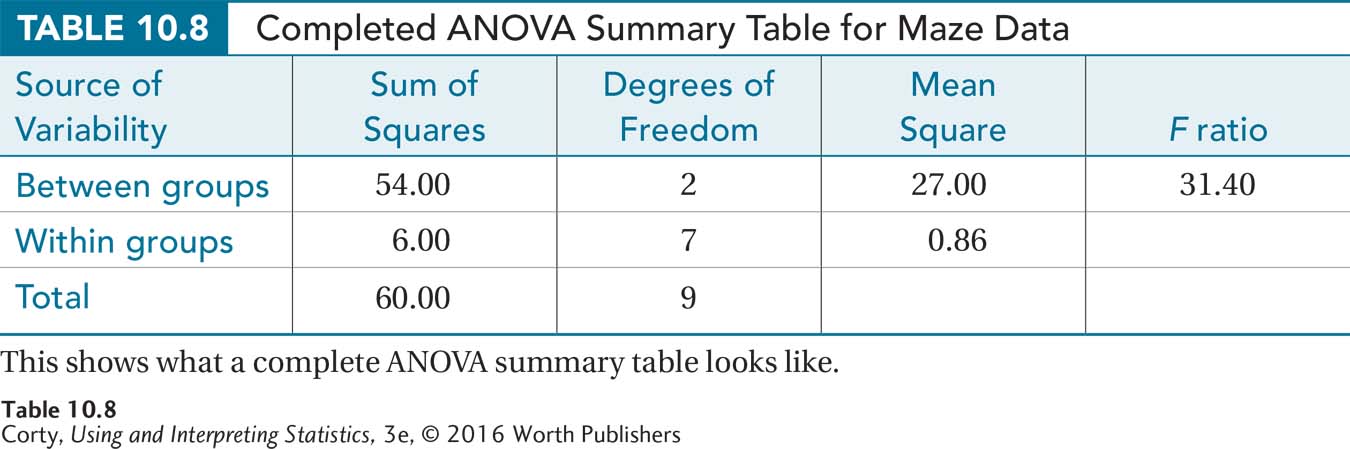 TABLE 10.8 Completed ANOVA Summary Table for Maze Data
Source of Variability Sum of Squares Degrees of Freedom Mean Square F ratio
Between groups 54.00 2 27.00 31.40
Within groups 6.00 7 0.86
Total 60.00 9
This shows what a complete ANOVA summary table looks like.
Table 10.8
Corty, Using and Interpreting Statistics, 3e, © 2016 Worth Publishers